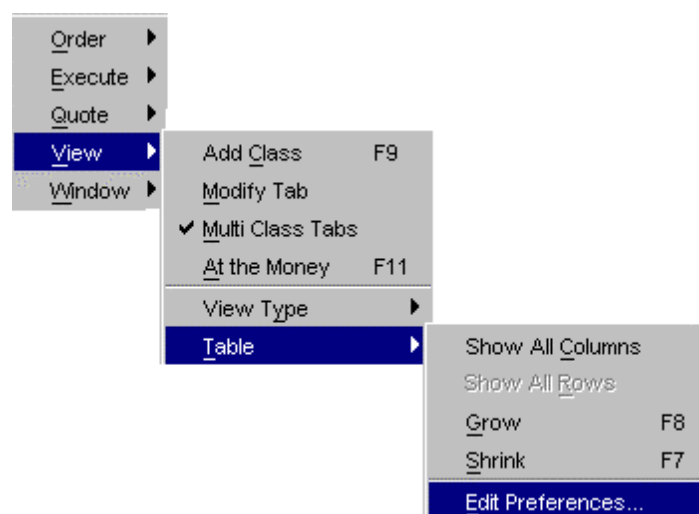 Order
Execute
Quote
View
Window
Add Class F9
Modify Tab
Multi Class Tabs
At the Money F11
View Type
Table
Show All Columns
Show All Rows
Grow F8
Shrink F7
Edit Preferences...